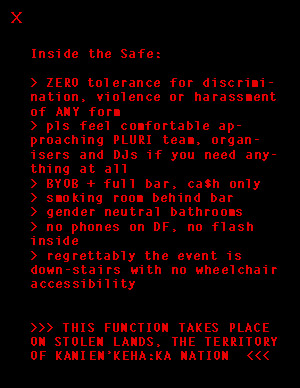 X
Inside the Safe:
> ZERO tolerance for discrimi-
nation, violence or harassment
of ANY form
> pls feel comfortable ap-
proaching PLURI team, organ-
isers and DJs if you need any-
thing at all
> BYOB + full bar, ca$h only
> smoking room behind bar
> gender neutral bathrooms
> no phones on DF, no flash
inside
> regrettably the event is
down-stairs with no wheelchair
accessibility
>>> THIS FUNCTION TAKES PLACE
ON STOLEN LANDS, THE TERRITORY
OF KANIEN`KEHA:KA NATION <<<